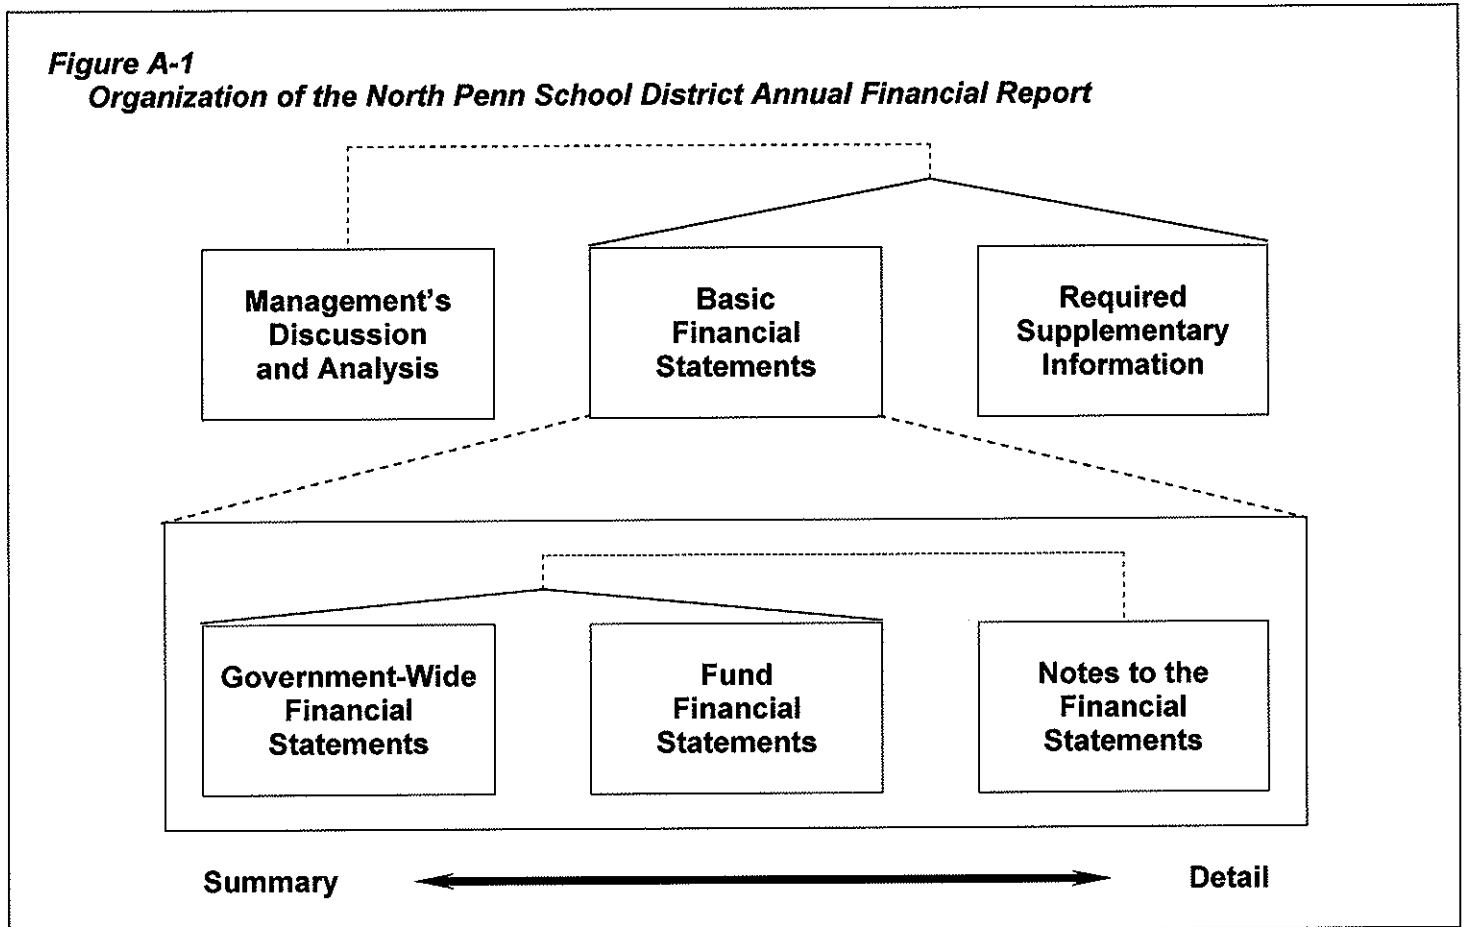 Figure A-1
Organization of the North Penn School District Annual Financial Report
Management's
Discussion
and Analysis
Basic
Financial
Statements
Required
Supplementary
Information
Government-Wide
Financial
Statements
Fund
Financial
Statements
Notes to the
Financial
Statements
Summary
Detail